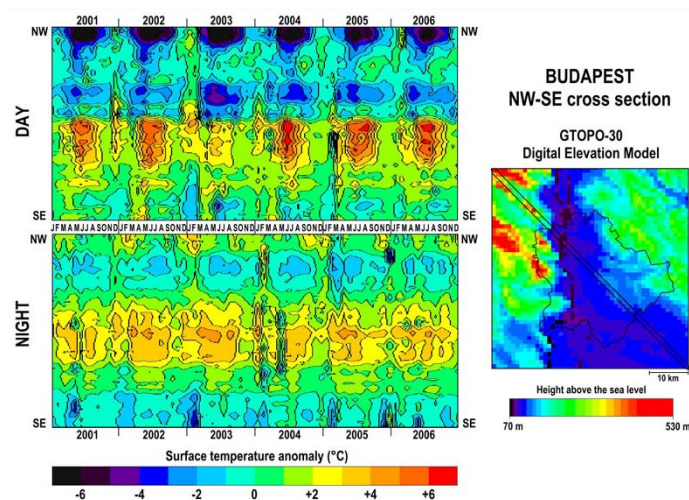 2001 2002 2003 2004 2005 2006
NW NW
DAY
SE SE
J F M A M J J A S O N D J F M A M J J A S O N D J F M A M J J A S O N D J F M A M J J A S O N D J F M A M J J A S O N D J F M A M J J A S O N D
NW NW
NIGHT
SE SE
2001 2002 2003 2004 2005 2006
Surface temperature anomaly (°C)
-6 -4 -2 0 +2 +4 +6
BUDAPEST
NW-SE cross section
GTOPO-30
Digital Elevation Model
10 km
Height above the sea level
70 m 530 m